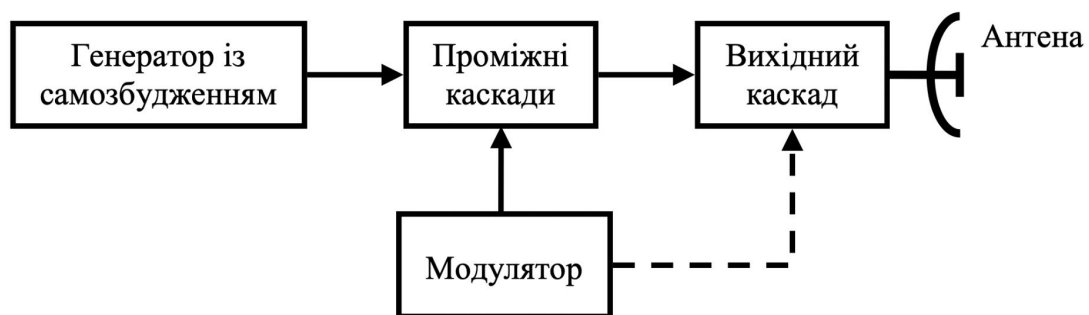 Генератор із
самозбудженням
Проміжні
каскади
Вихідний
каскад
Антена
Модулятор